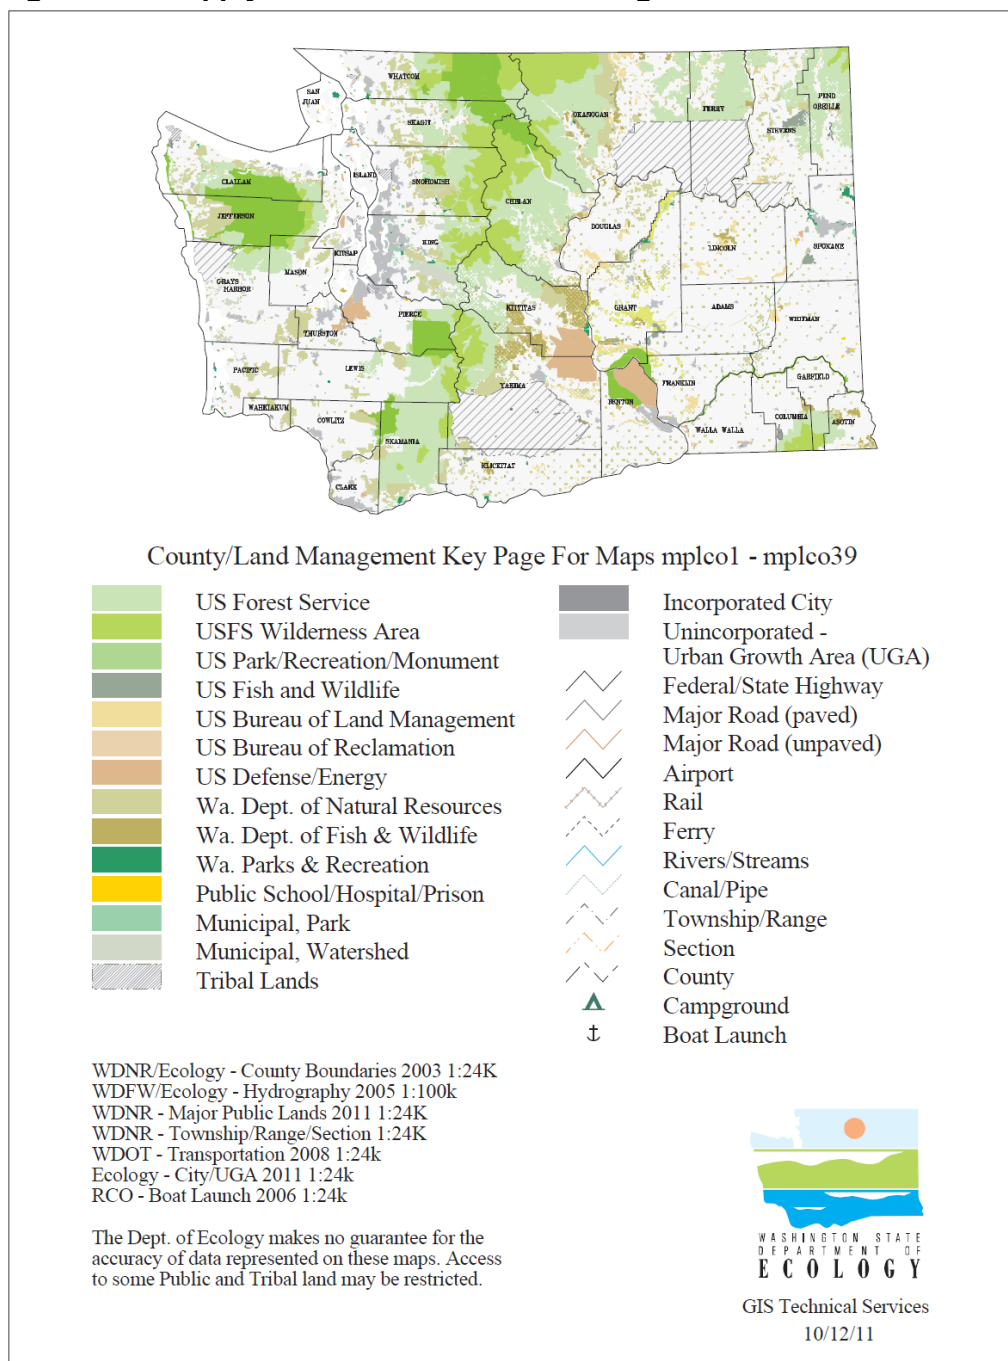 WHATCOM
SAN
JUAN
SKAGIT
OKANOGAN
FERRY
PEND
OREILLE
STEVENS
ISLAND
CLALLAM
SNOHOMISH
CHELAN
JEFFERSON
DOUGLAS
KING
LINCOLN
SPOKANE
KITSAP
MASON
GRAYS
HARBOR
KITTITAS
GRANT
ADAMS
WHITMAN
PIERCE
THURSTON
PACIFIC
LEWIS
YAKIMA
FRANKLIN
GARFIELD
BENTON
WAHKIAKUM
COWLITZ
COLUMBIA
ASOTIN
WALLA WALLA
SKAMANIA
KLICKITAT
CLARK
County/Land Management Key Page For Maps mplco1 - mplco39
US Forest Service
USFS Wilderness Area
US Park/Recreation/Monument
US Fish and Wildlife
US Bureau of Land Management
US Bureau of Reclamation
US Defense/Energy
Wa. Dept. of Natural Resources
Wa. Dept. of Fish & Wildlife
Wa. Parks & Recreation
Public School/Hospital/Prison
Municipal, Park
Municipal, Watershed
Tribal Lands
Incorporated City
Unincorporated -
Urban Growth Area (UGA)
Federal/State Highway
Major Road (paved)
Major Road (unpaved)
Airport
Rail
Ferry
Rivers/Streams
Canal/Pipe
Township/Range
Section
County
Campground
Boat Launch
WDNR/Ecology - County Boundaries 2003 1:24K
WDFW/Ecology - Hydrography 2005 1:100k
WDNR - Major Public Lands 2011 1:24K
WDNR - Township/Range/Section 1:24K
WDOT - Transportation 2008 1:24k
Ecology - City/UGA 2011 1:24k
RCO - Boat Launch 2006 1:24k
The Dept. of Ecology makes no guarantee for the
accuracy of data represented on these maps. Access
to some Public and Tribal land may be restricted.
WASHINGTON STATE
DEPARTMENT OF
ECOLOGY
GIS Technical Services
10/12/11